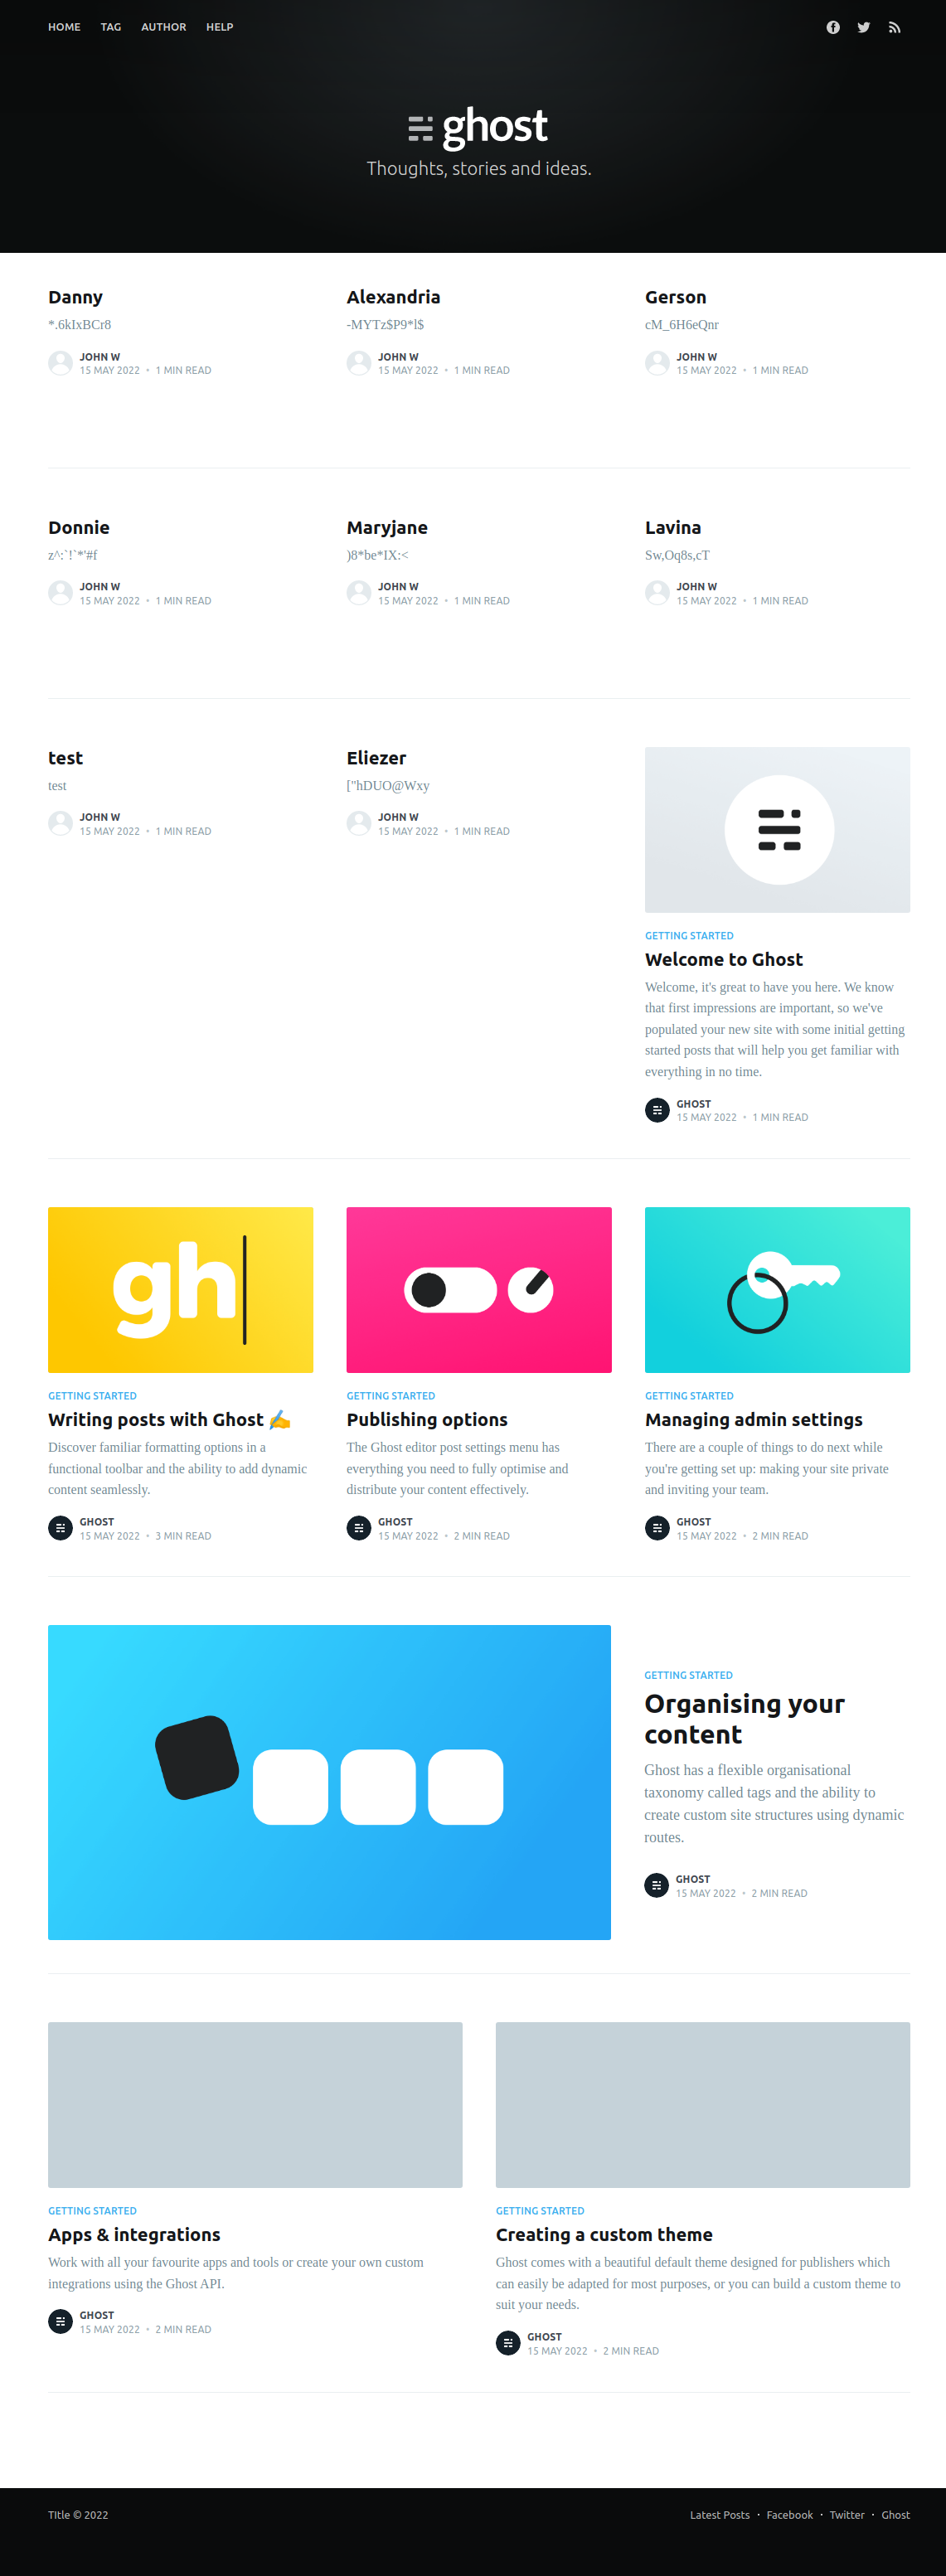 HOME TAG AUTHOR HELP
ghost
Thoughts, stories and ideas.
Danny
*.6kIxBCr8
JOHN W
15 MAY 2022 • 1 MIN READ
Alexandria
-MYTz$P9*l$
JOHN W
15 MAY 2022 • 1 MIN READ
Gerson
cM_6H6eQnr
JOHN W
15 MAY 2022 • 1 MIN READ
Donnie
z^:`!`*'#f
JOHN W
15 MAY 2022 • 1 MIN READ
Maryjane
)8*be*IX:<
JOHN W
15 MAY 2022 • 1 MIN READ
Lavina
Sw,Oq8s,cT
JOHN W
15 MAY 2022 • 1 MIN READ
test
test
JOHN W
15 MAY 2022 • 1 MIN READ
Eliezer
["hDUO@Wxy
JOHN W
15 MAY 2022 • 1 MIN READ
GETTING STARTED
Welcome to Ghost
Welcome, it's great to have you here. We know
that first impressions are important, so we've
populated your new site with some initial getting
started posts that will help you get familiar with
everything in no time.
GHOST
15 MAY 2022 • 1 MIN READ
gh
GETTING STARTED
Writing posts with Ghost ✍️
Discover familiar formatting options in a
functional toolbar and the ability to add dynamic
content seamlessly.
GHOST
15 MAY 2022 • 3 MIN READ
GETTING STARTED
Publishing options
The Ghost editor post settings menu has
everything you need to fully optimise and
distribute your content effectively.
GHOST
15 MAY 2022 • 2 MIN READ
GETTING STARTED
Managing admin settings
There are a couple of things to do next while
you're getting set up: making your site private
and inviting your team.
GHOST
15 MAY 2022 • 2 MIN READ
GETTING STARTED
Organising your
content
Ghost has a flexible organisational
taxonomy called tags and the ability to
create custom site structures using dynamic
routes.
GHOST
15 MAY 2022 • 2 MIN READ
GETTING STARTED
Apps & integrations
Work with all your favourite apps and tools or create your own custom
integrations using the Ghost API.
GHOST
15 MAY 2022 • 2 MIN READ
GETTING STARTED
Creating a custom theme
Ghost comes with a beautiful default theme designed for publishers which
can easily be adapted for most purposes, or you can build a custom theme to
suit your needs.
GHOST
15 MAY 2022 • 2 MIN READ
TItle © 2022
Latest Posts • Facebook • Twitter • Ghost